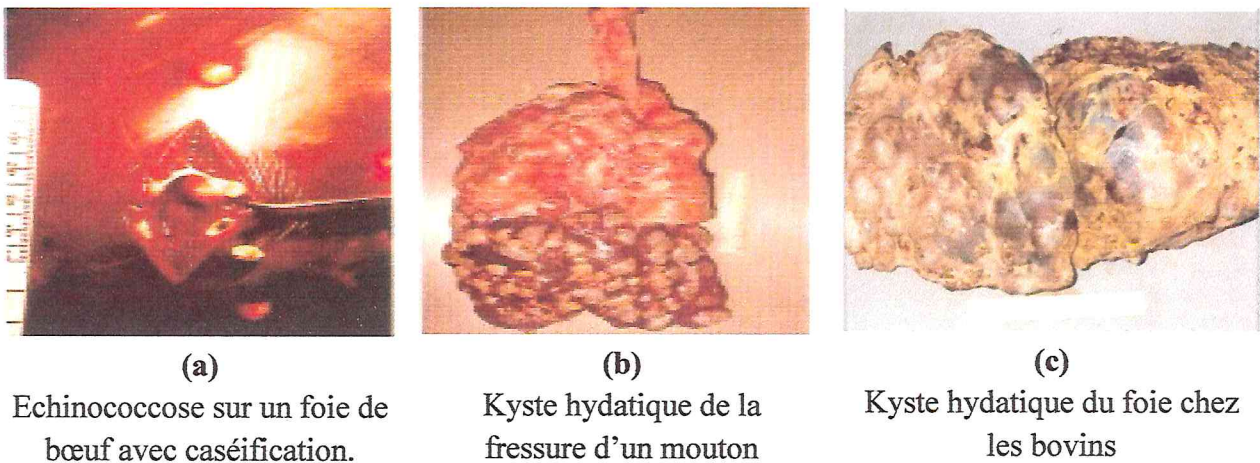 (a)
Echinococcose sur un foie de
bœuf avec caséification.
(b)
Kyste hydatique de la
fressure d'un mouton
(c)
Kyste hydatique du foie chez
les bovins